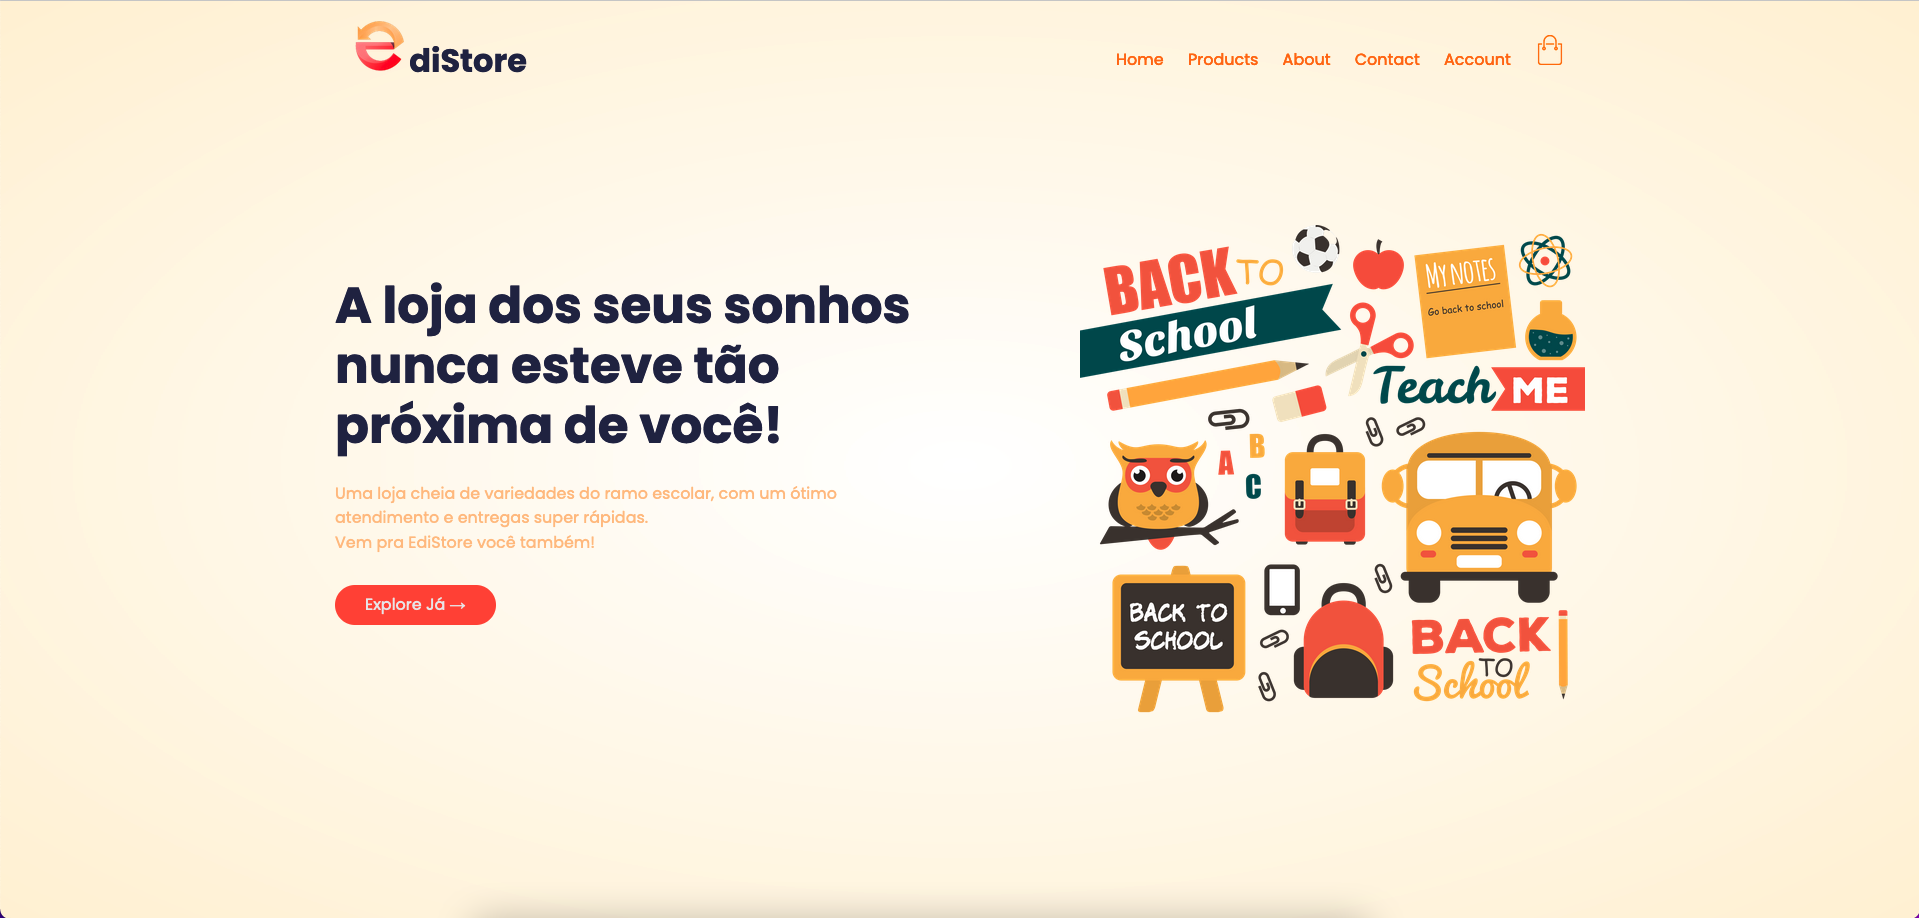 ediStore
Home Products About Contact Account
A loja dos seus sonhos
nunca esteve tão
próxima de você!
Uma loja cheia de variedades do ramo escolar, com um ótimo
atendimento e entregas super rápidas.
Vem pra EdiStore você também!
Explore Já →
BACK TO
School
MY NOTES
Go back to school
Teach ME
A B C
BACK TO
SCHOOL
BACK
TO
School